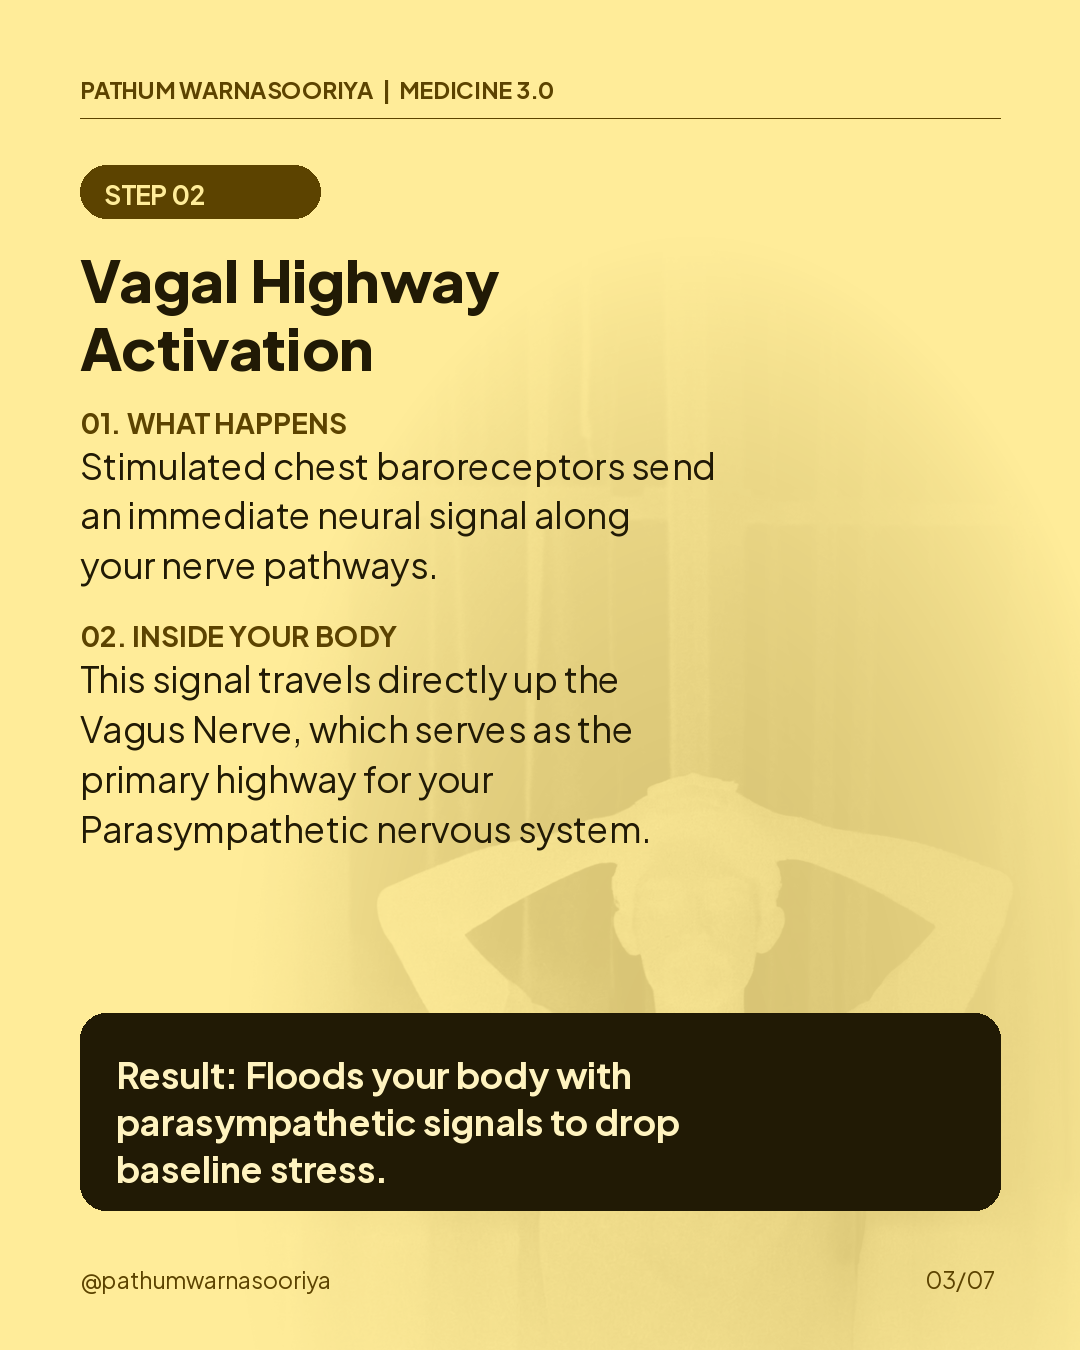 PATHUM WARNASOORIYA | MEDICINE 3.0
STEP 02
Vagal Highway
Activation
01. WHAT HAPPENS
Stimulated chest baroreceptors send
an immediate neural signal along
your nerve pathways.
02. INSIDE YOUR BODY
This signal travels directly up the
Vagus Nerve, which serves as the
primary highway for your
Parasympathetic nervous system.
Result: Floods your body with
parasympathetic signals to drop
baseline stress.
@pathumwarnasooriya
03/07